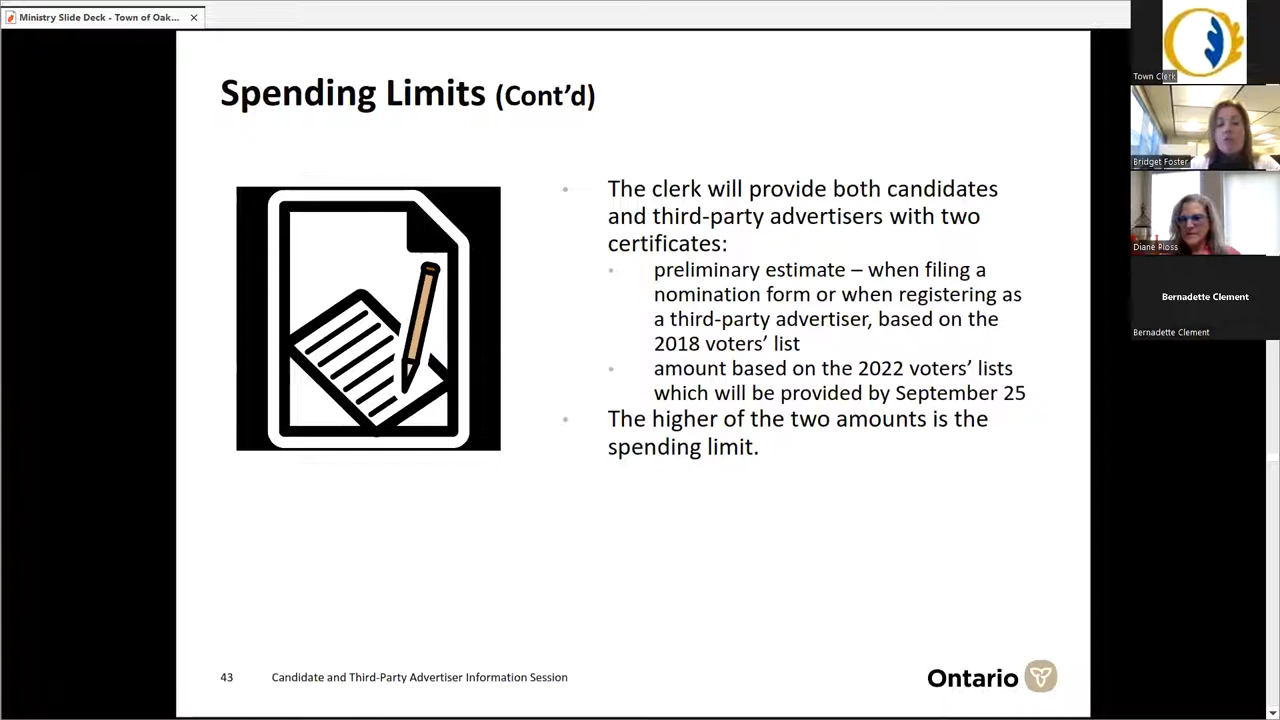 Ministry Slide Deck - Town of Oak...
Spending Limits (Cont’d)
The clerk will provide both candidates
and third-party advertisers with two
certificates:
preliminary estimate – when filing a
nomination form or when registering as
a third-party advertiser, based on the
2018 voters’ list
amount based on the 2022 voters’ lists
which will be provided by September 25
The higher of the two amounts is the
spending limit.
43
Candidate and Third-Party Advertiser Information Session
Ontario
Town Clerk
Bridget Foster
Diane Ploss
Bernadette Clement
Bernadette Clement